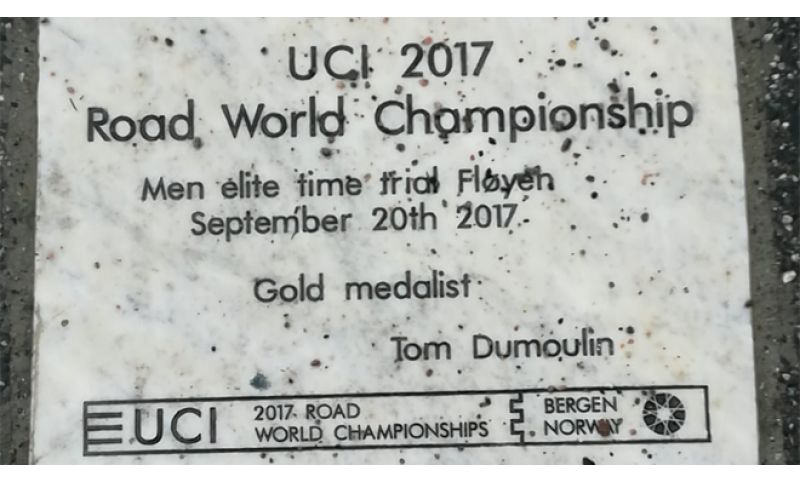 UCI 2017
Road World Championship
Men elite time trial Fløyen
September 20th 2017
Gold medalist
Tom Dumoulin
UCI 2017 ROAD WORLD CHAMPIONSHIPS
BERGEN NORWAY